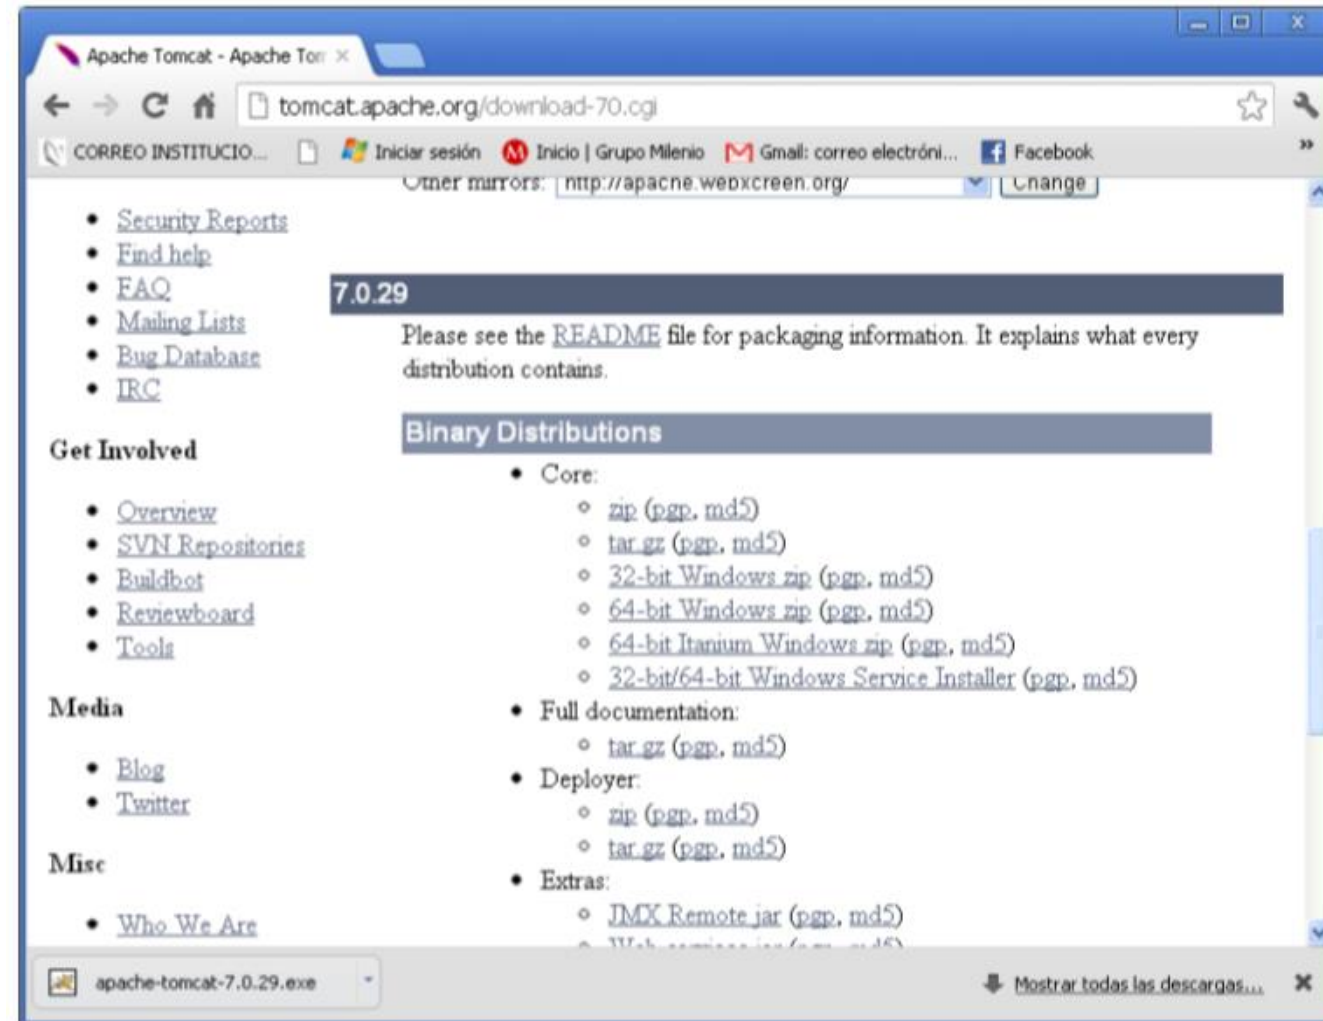 Apache Tomcat - Apache Tom
tomcat.apache.org/download-70.cgi
CORREO INSTITUCIO... Iniciar sesión Inicio | Grupo Milenio Gmail: correo electróni... Facebook »
Other mirrors: http://apache.webxcreen.org/ Change
Security Reports
Find help
FAQ
Mailing Lists
Bug Database
IRC
Get Involved
Overview
SVN Repositories
Buildbot
Reviewboard
Tools
Media
Blog
Twitter
Misc
Who We Are
7.0.29
Please see the README file for packaging information. It explains what every
distribution contains.
Binary Distributions
Core:
zip (pgp, md5)
tar.gz (pgp, md5)
32-bit Windows zip (pgp, md5)
64-bit Windows zip (pgp, md5)
64-bit Itanium Windows zip (pgp, md5)
32-bit/64-bit Windows Service Installer (pgp, md5)
Full documentation:
tar.gz (pgp, md5)
Deployer:
zip (pgp, md5)
tar.gz (pgp, md5)
Extras:
JMX Remote jar (pgp, md5)
Web services jar (pgp, md5)
apache-tomcat-7.0.29.exe
Mostrar todas las descargas...